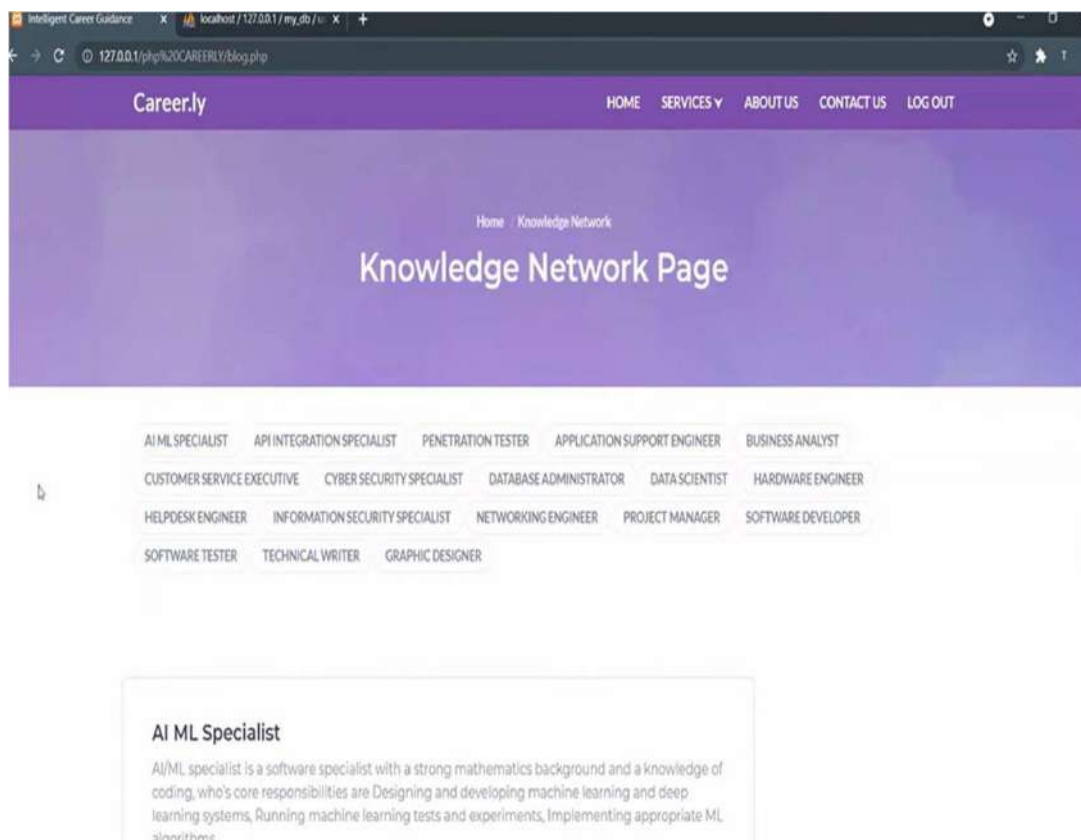 Intelligent Career Guidance
localhost / 127.0.0.1 / my_db /
127.0.0.1/php%20CAREERLY/blog.php
Career.ly
HOME SERVICES ABOUT US CONTACT US LOG OUT
Home / Knowledge Network
Knowledge Network Page
AI ML SPECIALIST API INTEGRATION SPECIALIST PENETRATION TESTER APPLICATION SUPPORT ENGINEER BUSINESS ANALYST
CUSTOMER SERVICE EXECUTIVE CYBER SECURITY SPECIALIST DATABASE ADMINISTRATOR DATA SCIENTIST HARDWARE ENGINEER
HELPDESK ENGINEER INFORMATION SECURITY SPECIALIST NETWORKING ENGINEER PROJECT MANAGER SOFTWARE DEVELOPER
SOFTWARE TESTER TECHNICAL WRITER GRAPHIC DESIGNER
AI ML Specialist
AI/ML specialist is a software specialist with a strong mathematics background and a knowledge of
coding, who's core responsibilities are Designing and developing machine learning and deep
learning systems, Running machine learning tests and experiments, Implementing appropriate ML
algorithms